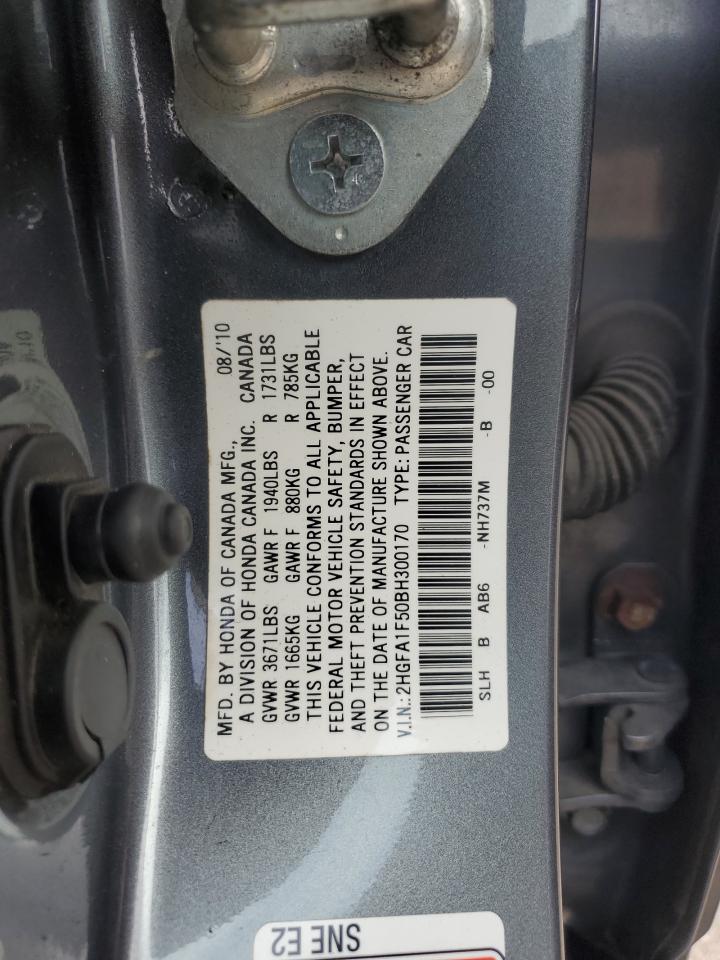 MFD. BY HONDA OF CANADA MFG., 08/'10
A DIVISION OF HONDA CANADA INC. CANADA
GVWR 3671LBS GAWR F 1940LBS R 1731LBS
GVWR 1665KG GAWR F 880KG R 785KG
THIS VEHICLE CONFORMS TO ALL APPLICABLE
FEDERAL MOTOR VEHICLE SAFETY, BUMPER,
AND THEFT PREVENTION STANDARDS IN EFFECT
ON THE DATE OF MANUFACTURE SHOWN ABOVE.
V.I.N.: 2HGFA1F50BH300170 TYPE: PASSENGER CAR
SLH B AB6 -NH737M -B -00
SNE E2